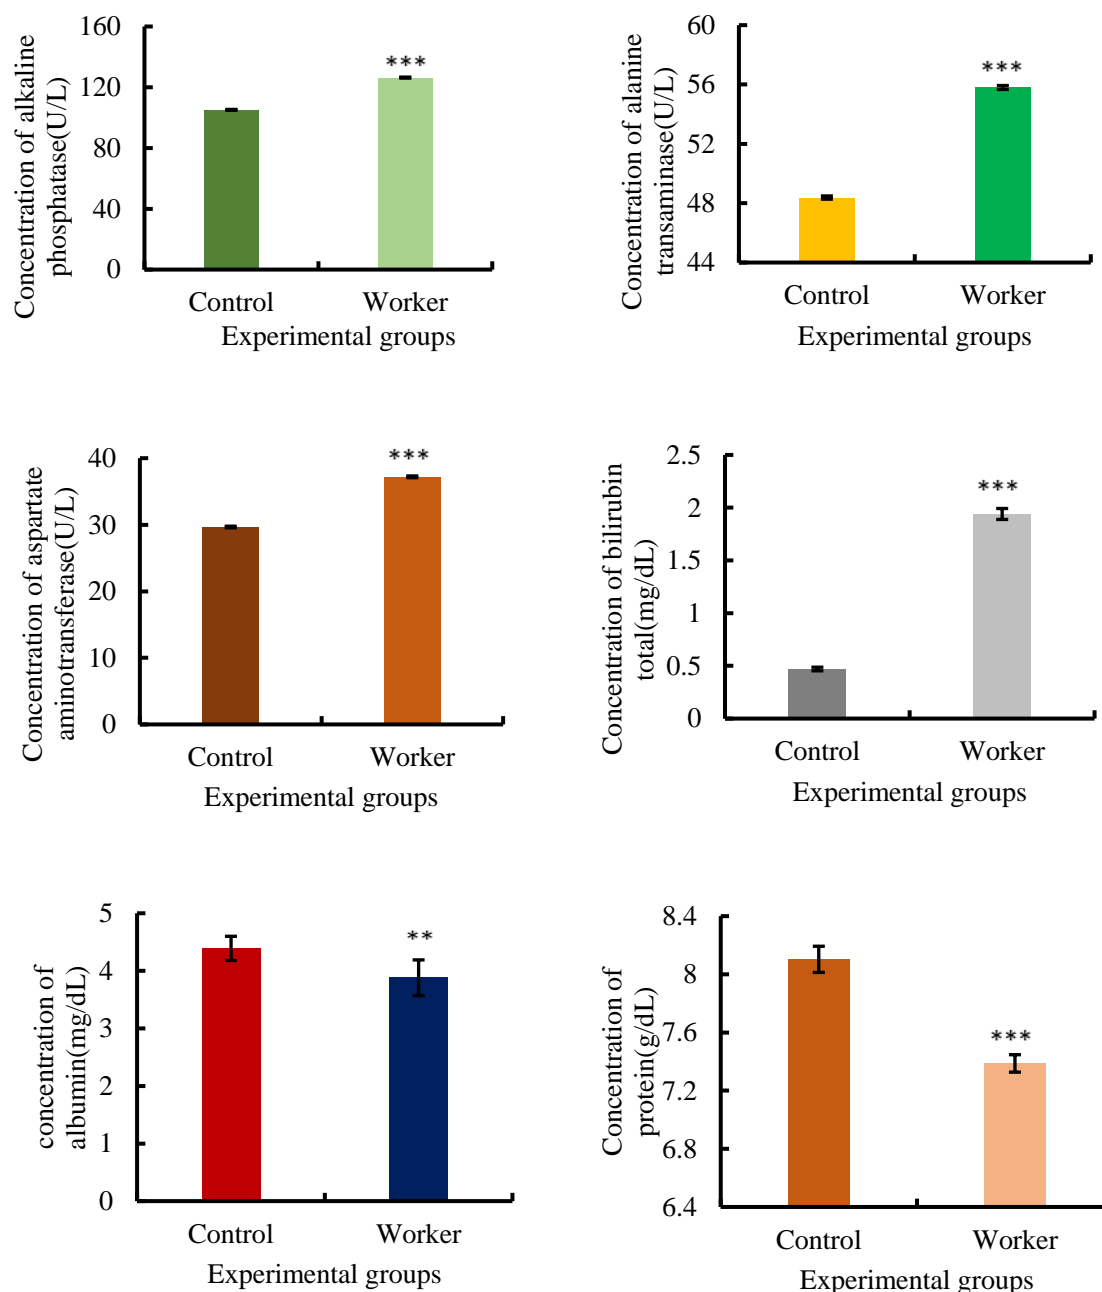 Concentration of alkaline
phosphatase(U/L)
160
120
80
40
0
***
Control
Worker
Experimental groups
Concentration of alanine
transaminase(U/L)
60
56
52
48
44
***
Control
Worker
Experimental groups
Concentration of aspartate
aminotransferase(U/L)
40
30
20
10
0
***
Control
Worker
Experimental groups
Concentration of bilirubin
total(mg/dL)
2.5
2
1.5
1
0.5
0
***
Control
Worker
Experimental groups
concentration of
albumin(mg/dL)
5
4
3
2
1
0
**
Control
Worker
Experimental groups
Concentration of
protein(g/dL)
8.4
8
7.6
7.2
6.8
6.4
***
Control
Worker
Experimental groups